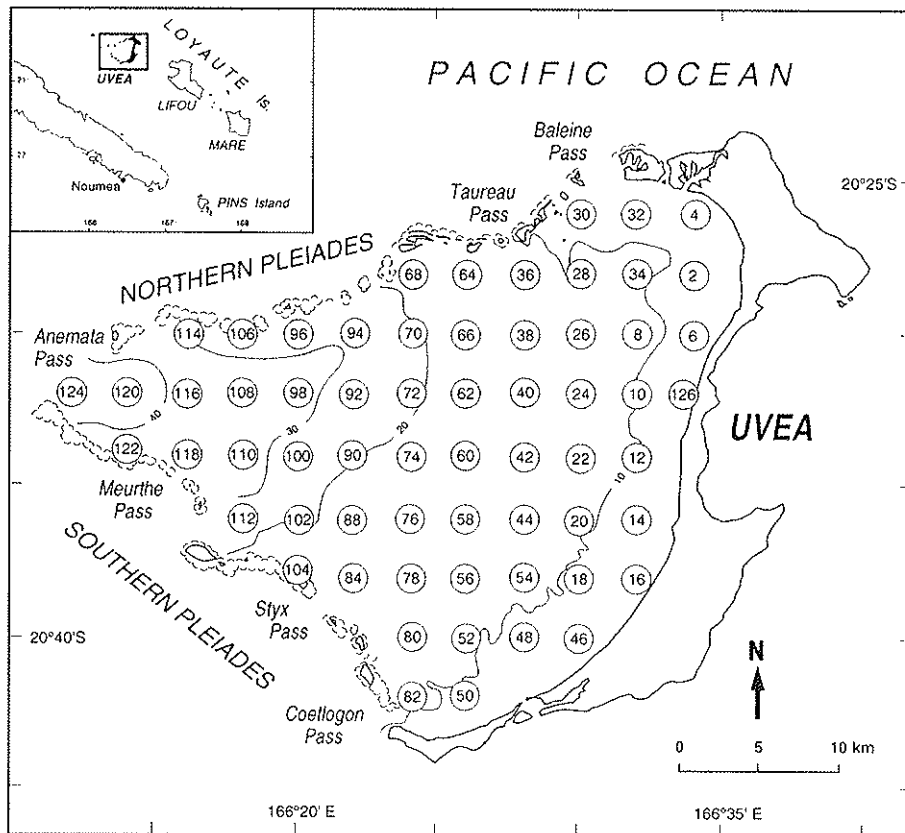 LOYAUTE Is.
UVEA
LIFOU
MARE
Noumea
PINS Island
166
167
168
PACIFIC OCEAN
Baleine
Pass
20°25'S
Taureau
Pass
30 32 4
NORTHERN PLEIADES
68 64 36 28 34 2
Anemata
Pass
114 106 96 94 70 66 38 26 8 6
124 120 116 108 98 92 72 62 40 24 10 126
40
30
20
UVEA
122 118 110 100 90 74 60 42 22 12
Meurthe
Pass
10
112 102 88 76 58 44 20 14
SOUTHERN PLEIADES
104 84 78 56 54 18 16
Styx
Pass
20°40'S
80 52 48 46
N
82 50
Coetlogon
Pass
0 5 10 km
166°20' E
166°35' E